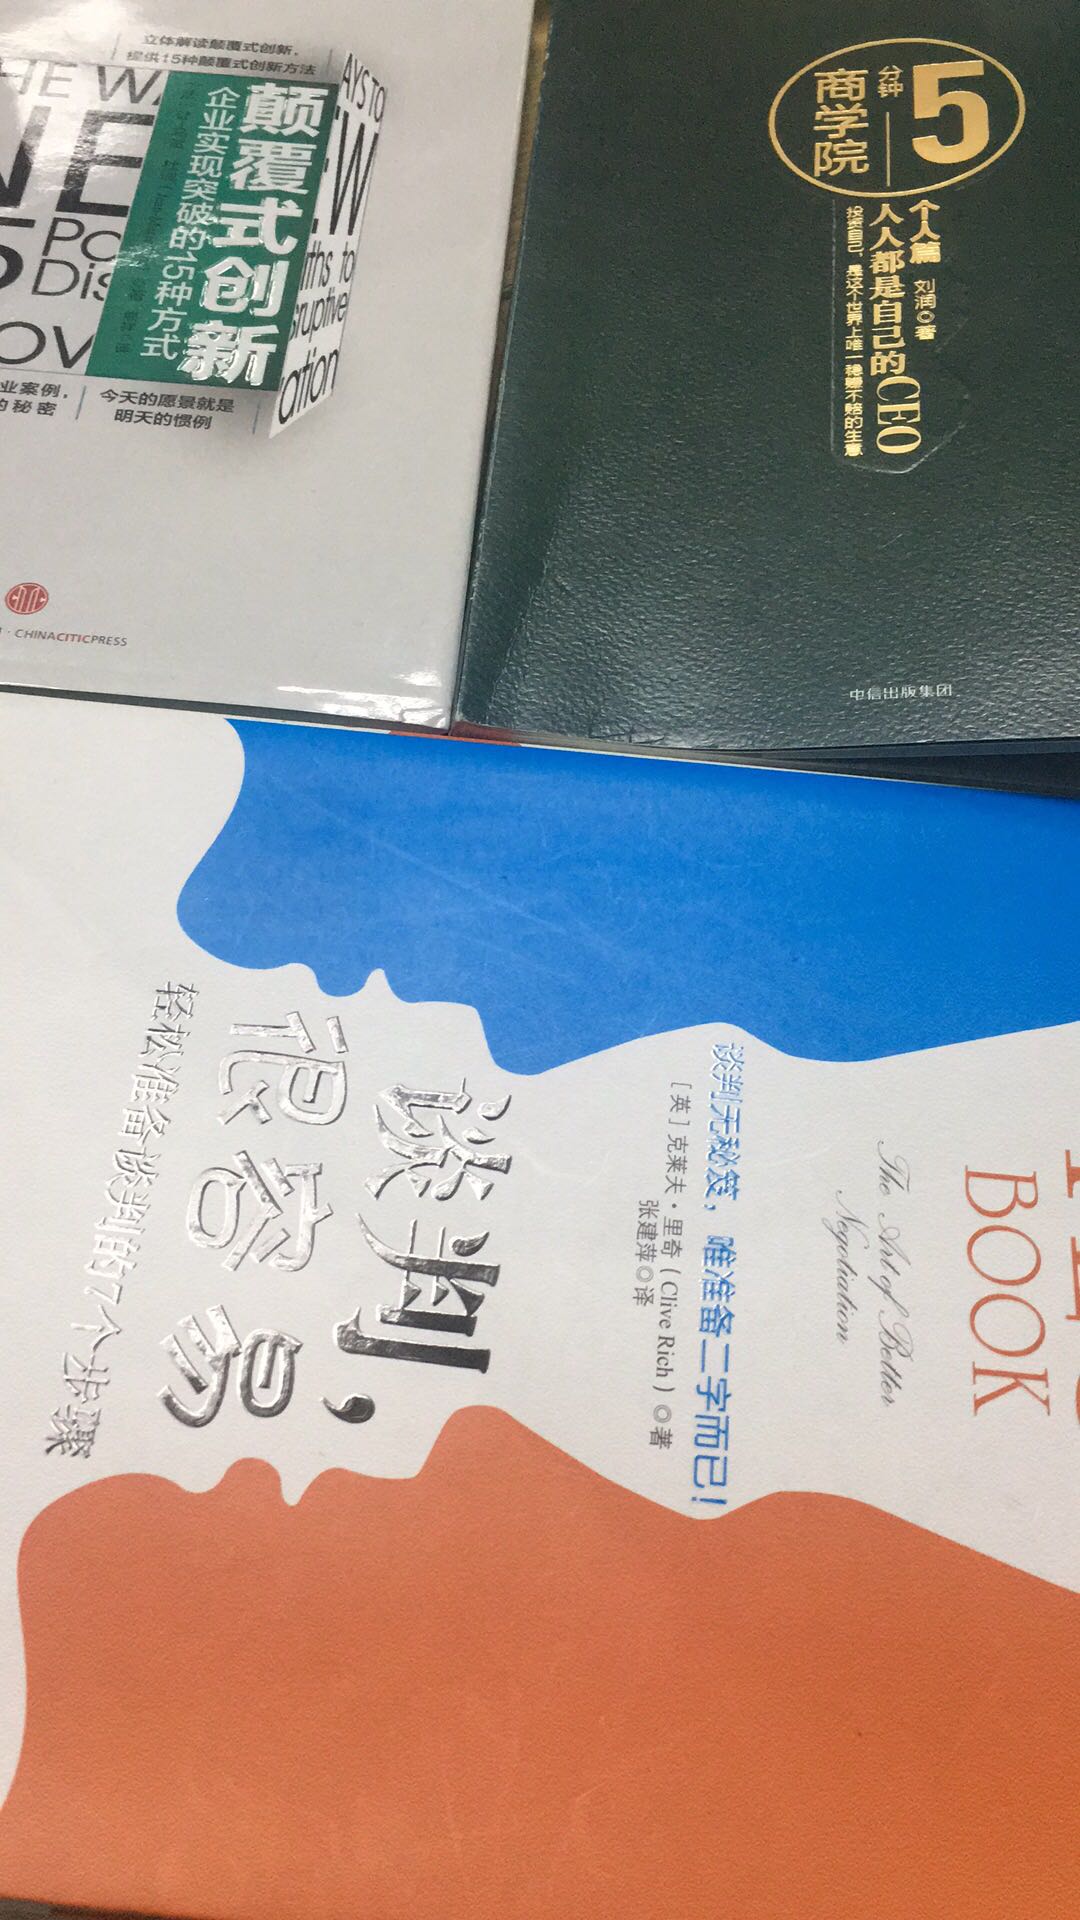 立体解读颠覆式创新，
提供15种颠覆式创新方法
颠覆式创新
企业实现突破的15种方式
业案例，
的秘密
今天的愿景就是
明天的惯例
CHINACITICPRESS
5
分钟
商学院
个人篇
刘润◎著
人人都是自己的CEO
投资自己，是这个世界上唯一稳赚不赔的生意
中信出版集团
BOOK
The Art of Better
Negotiation
谈判无秘笈，唯准备二字而已！
［英］克莱夫·里奇（Clive Rich）◎著
张建萍◎译
谈判，
很容易
轻松准备谈判的7个步骤